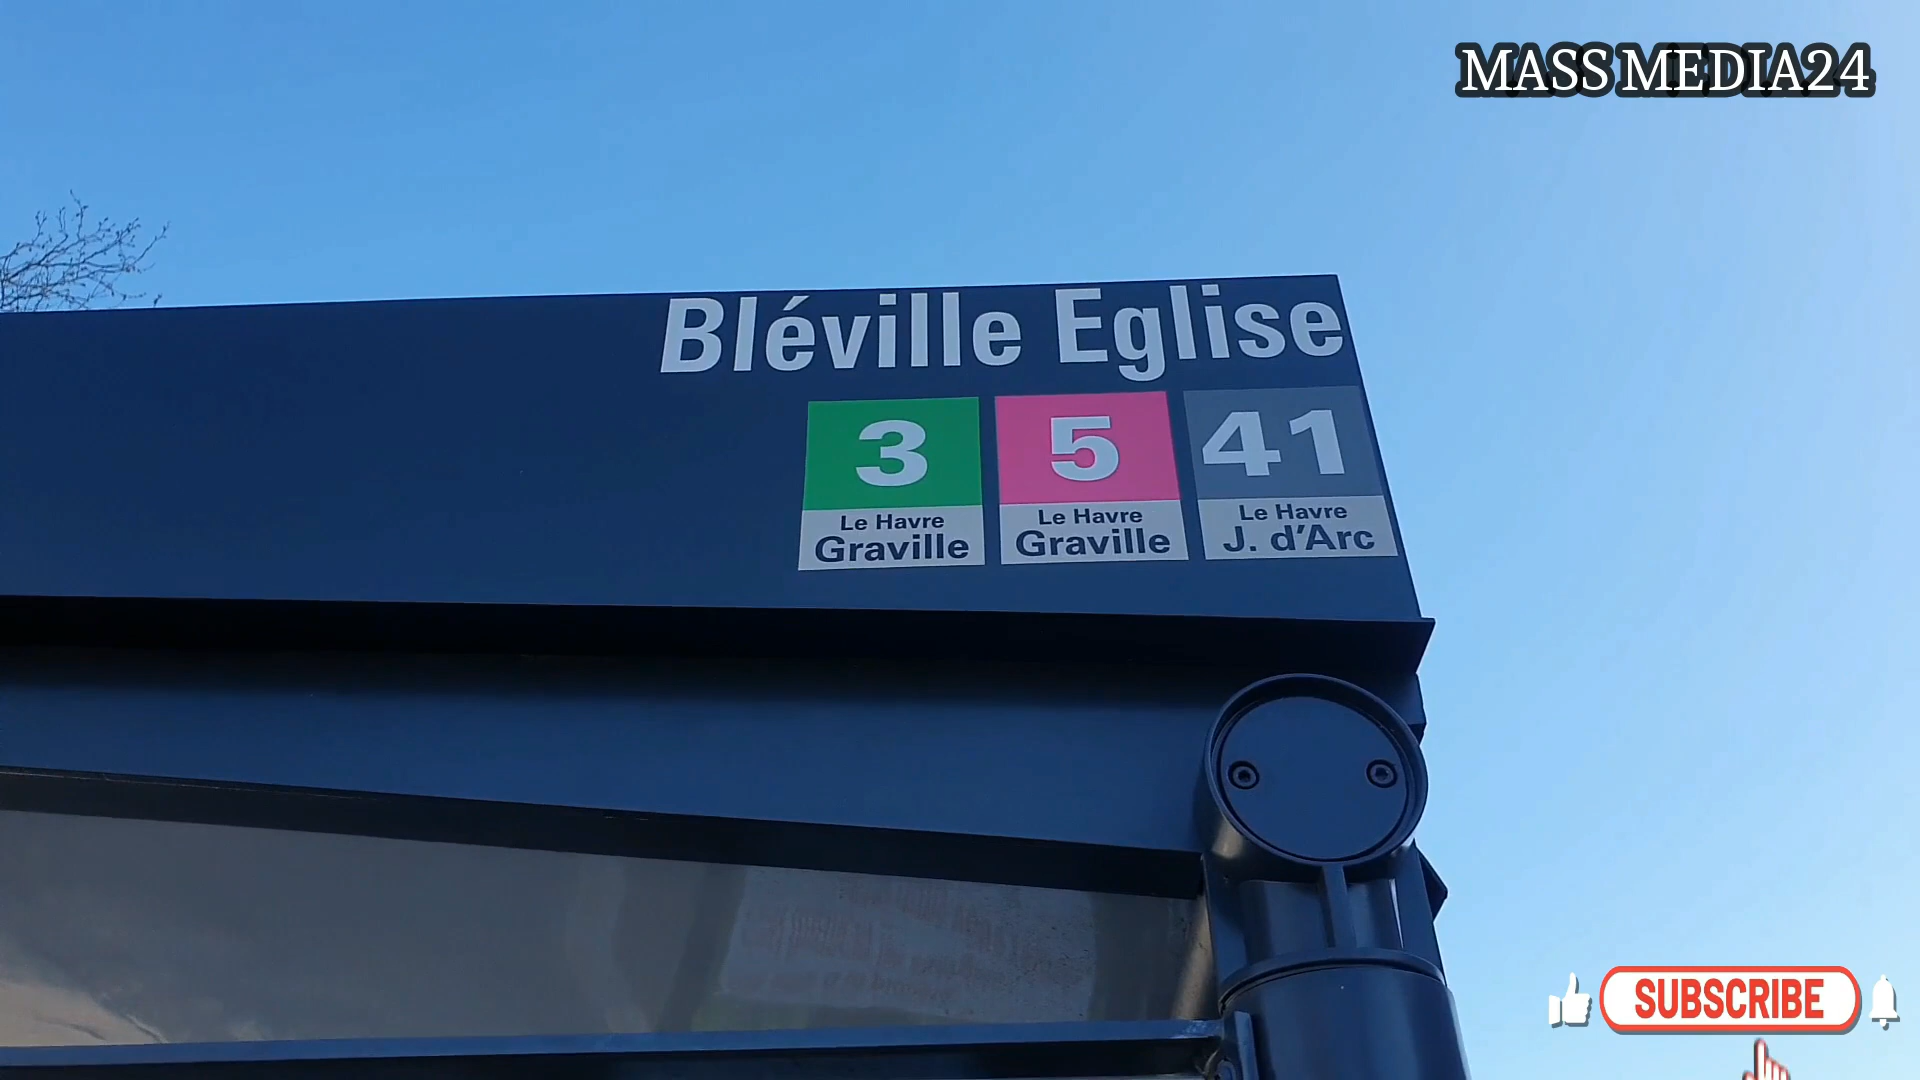 MASS MEDIA24
Bléville Eglise
3
Le Havre
Graville
5
Le Havre
Graville
41
Le Havre
J. d'Arc
SUBSCRIBE